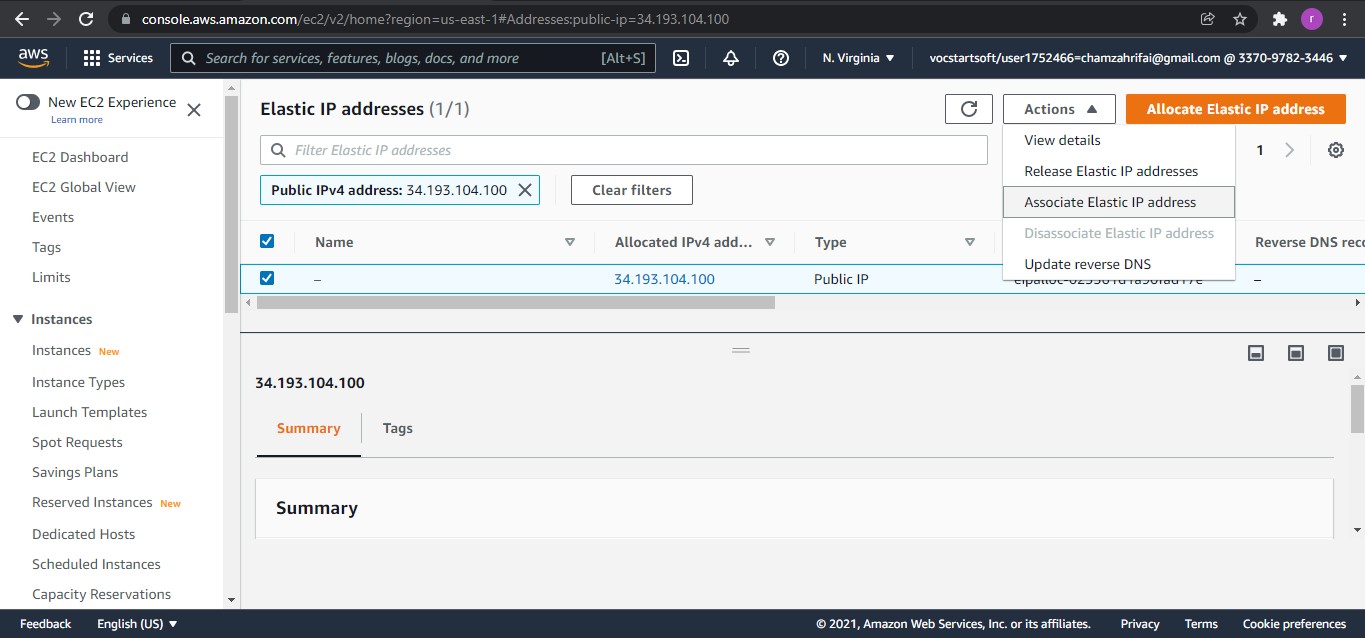 console.aws.amazon.com/ec2/v2/home?region=us-east-1#Addresses:public-ip=34.193.104.100
r
aws
Services
Search for services, features, blogs, docs, and more
[Alt+S]
N. Virginia
vocstartsoft/user1752466=chamzahrifai@gmail.com @ 3370-9782-3446
New EC2 Experience
Learn more
EC2 Dashboard
EC2 Global View
Events
Tags
Limits
Instances
Instances New
Instance Types
Launch Templates
Spot Requests
Savings Plans
Reserved Instances New
Dedicated Hosts
Scheduled Instances
Capacity Reservations
Elastic IP addresses (1/1)
Actions
Allocate Elastic IP address
Filter Elastic IP addresses
1
View details
Release Elastic IP addresses
Associate Elastic IP address
Disassociate Elastic IP address
Update reverse DNS
Public IPv4 address: 34.193.104.100
Clear filters
Name
Allocated IPv4 add...
Type
Reverse DNS reco
–
34.193.104.100
Public IP
–
34.193.104.100
Summary
Tags
Summary
Feedback
English (US)
© 2021, Amazon Web Services, Inc. or its affiliates.
Privacy
Terms
Cookie preferences